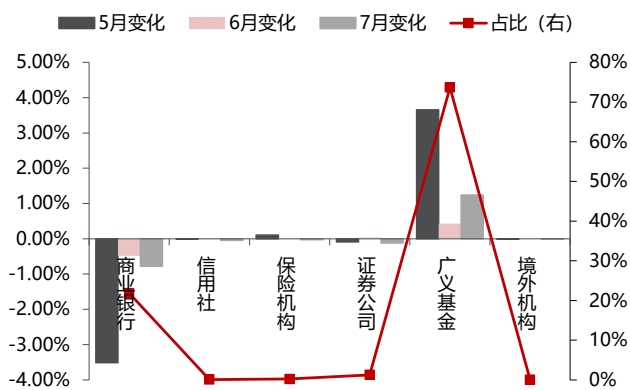 5月变化 6月变化 7月变化 占比（右）
5.00% 80%
4.00% 70%
3.00% 60%
2.00% 50%
1.00% 40%
0.00% 30%
-1.00% 20%
-2.00% 10%
-3.00% 0%
-4.00%
商业银行
信用社
保险机构
证券公司
广义基金
境外机构